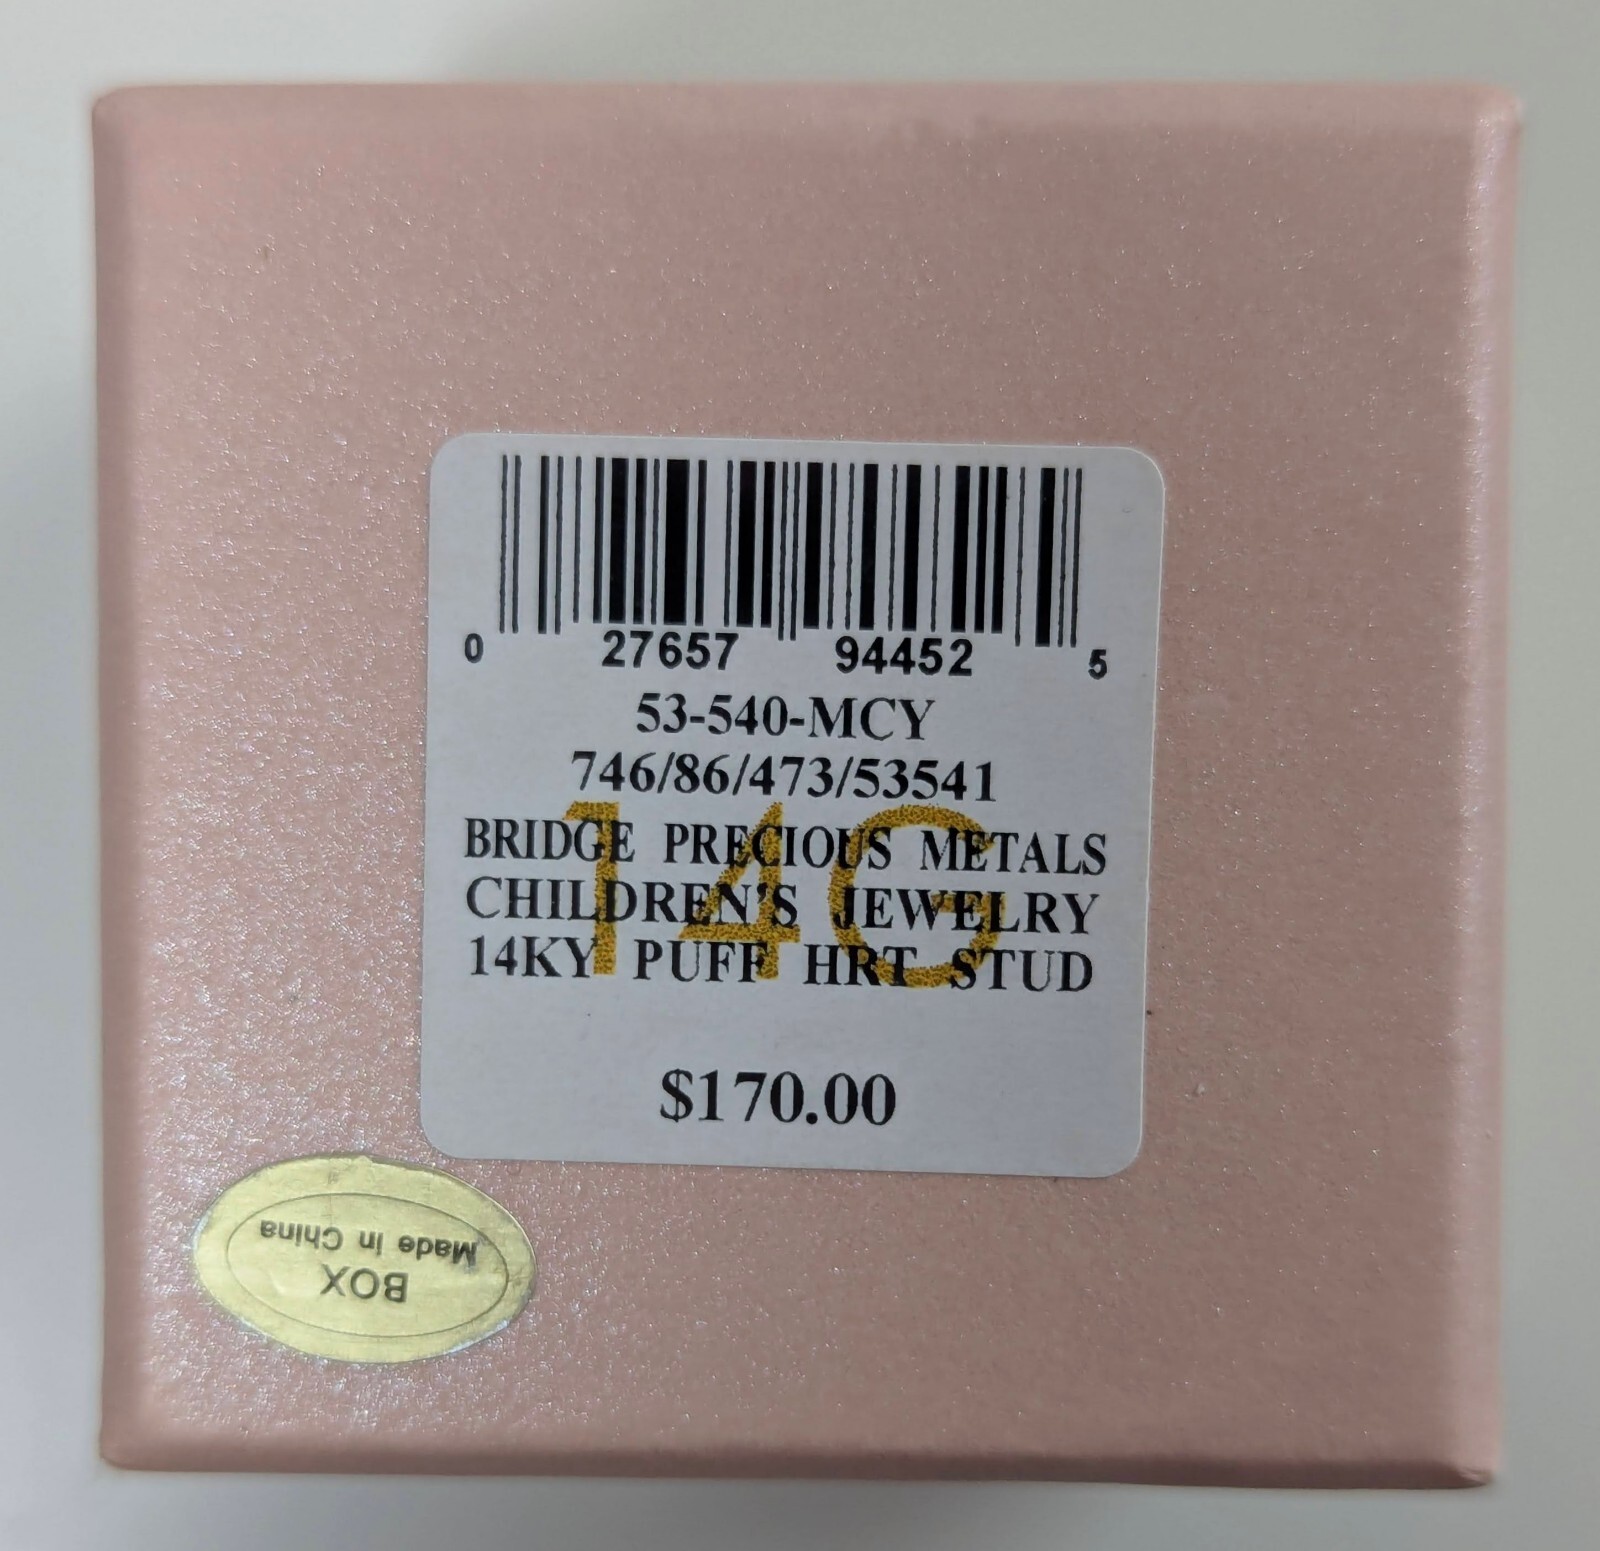 0 27657 94452 5
53-540-MCY
746/86/473/53541
14G
BRIDGE PRECIOUS METALS
CHILDREN'S JEWELRY
14KY PUFF HRT STUD
$170.00
BOX
Made in China